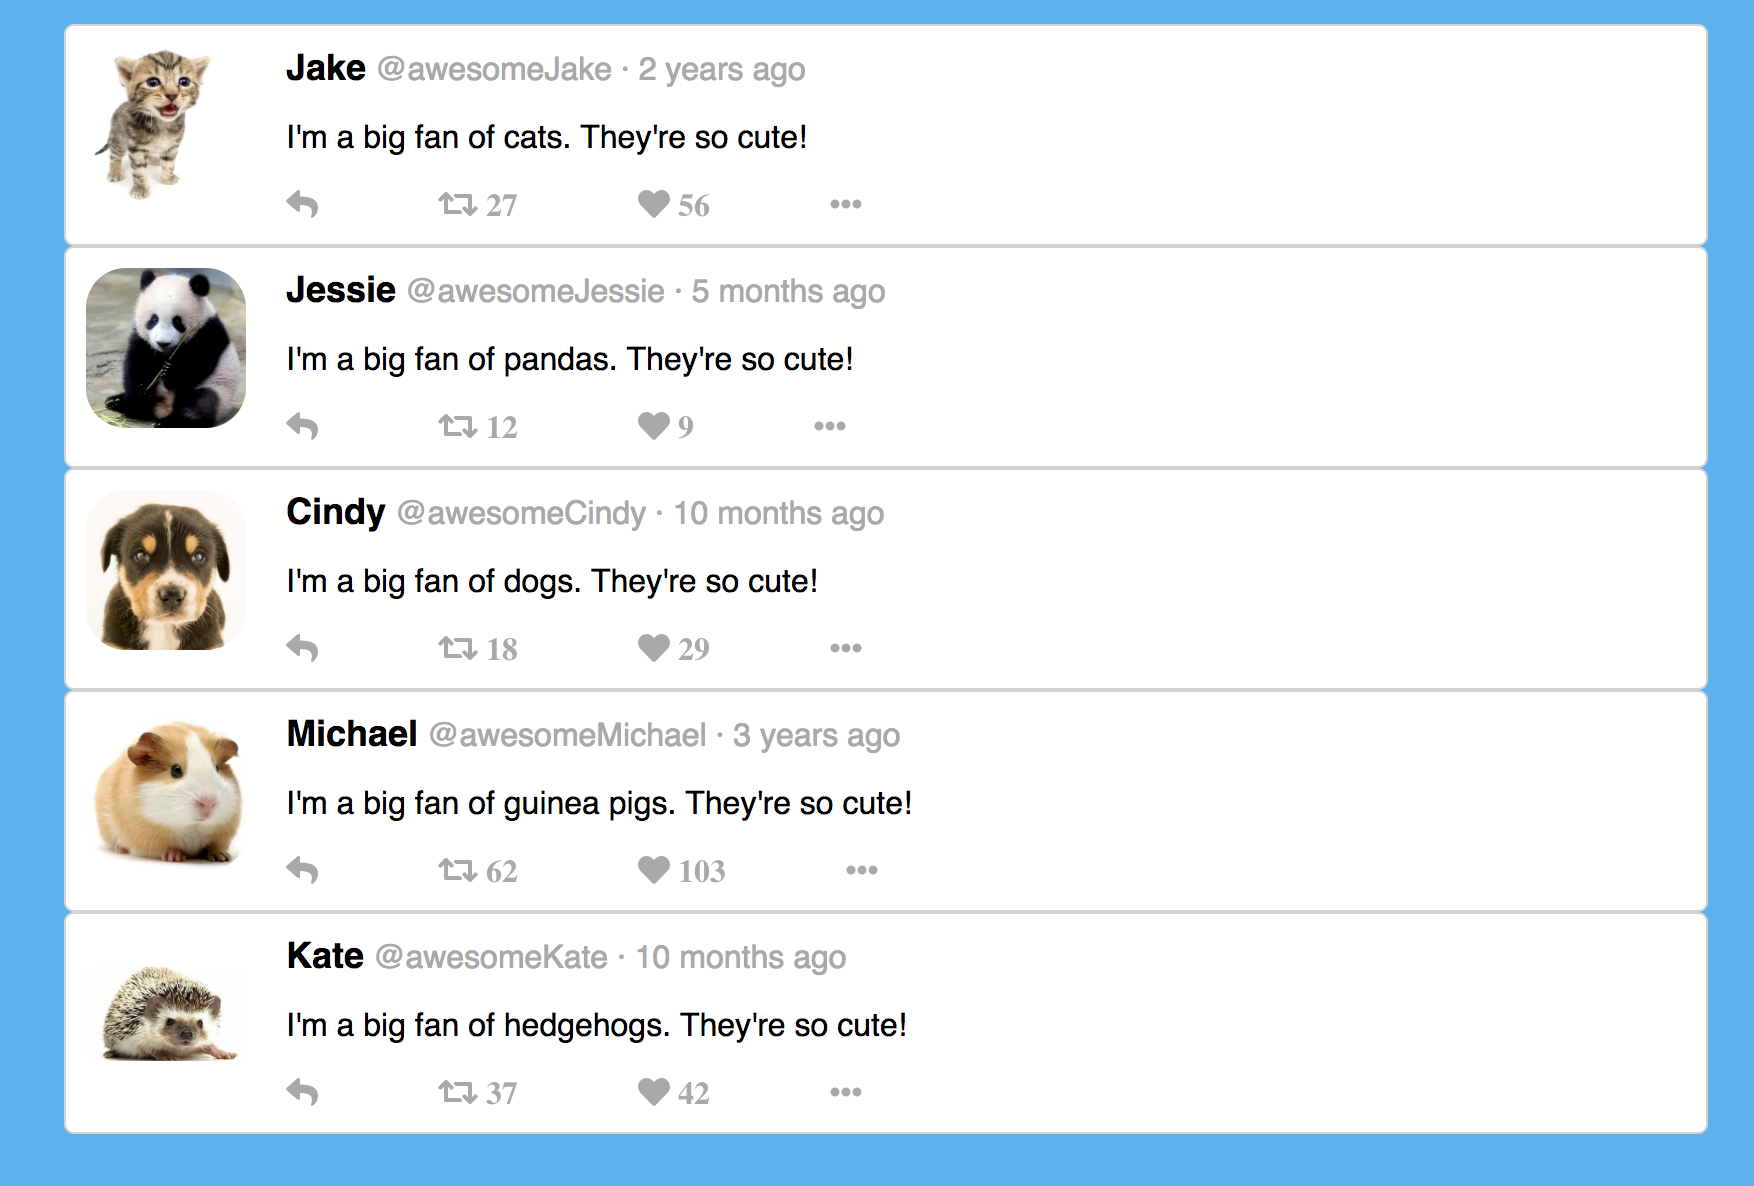 Jake @awesomeJake · 2 years ago
I'm a big fan of cats. They're so cute!
27 56
Jessie @awesomeJessie · 5 months ago
I'm a big fan of pandas. They're so cute!
12 9
Cindy @awesomeCindy · 10 months ago
I'm a big fan of dogs. They're so cute!
18 29
Michael @awesomeMichael · 3 years ago
I'm a big fan of guinea pigs. They're so cute!
62 103
Kate @awesomeKate · 10 months ago
I'm a big fan of hedgehogs. They're so cute!
37 42